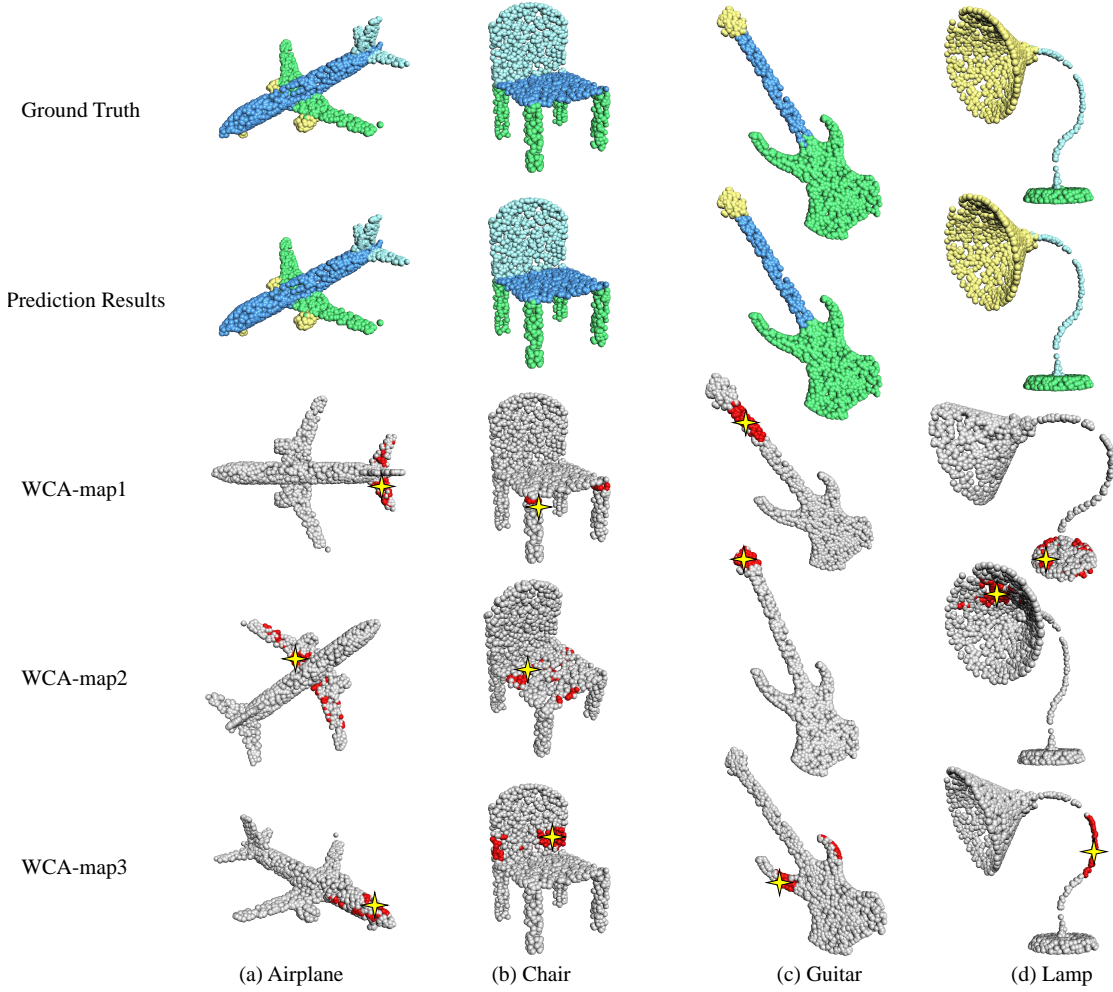 Ground Truth
Prediction Results
WCA-map1
WCA-map2
WCA-map3
(a) Airplane
(b) Chair
(c) Guitar
(d) Lamp